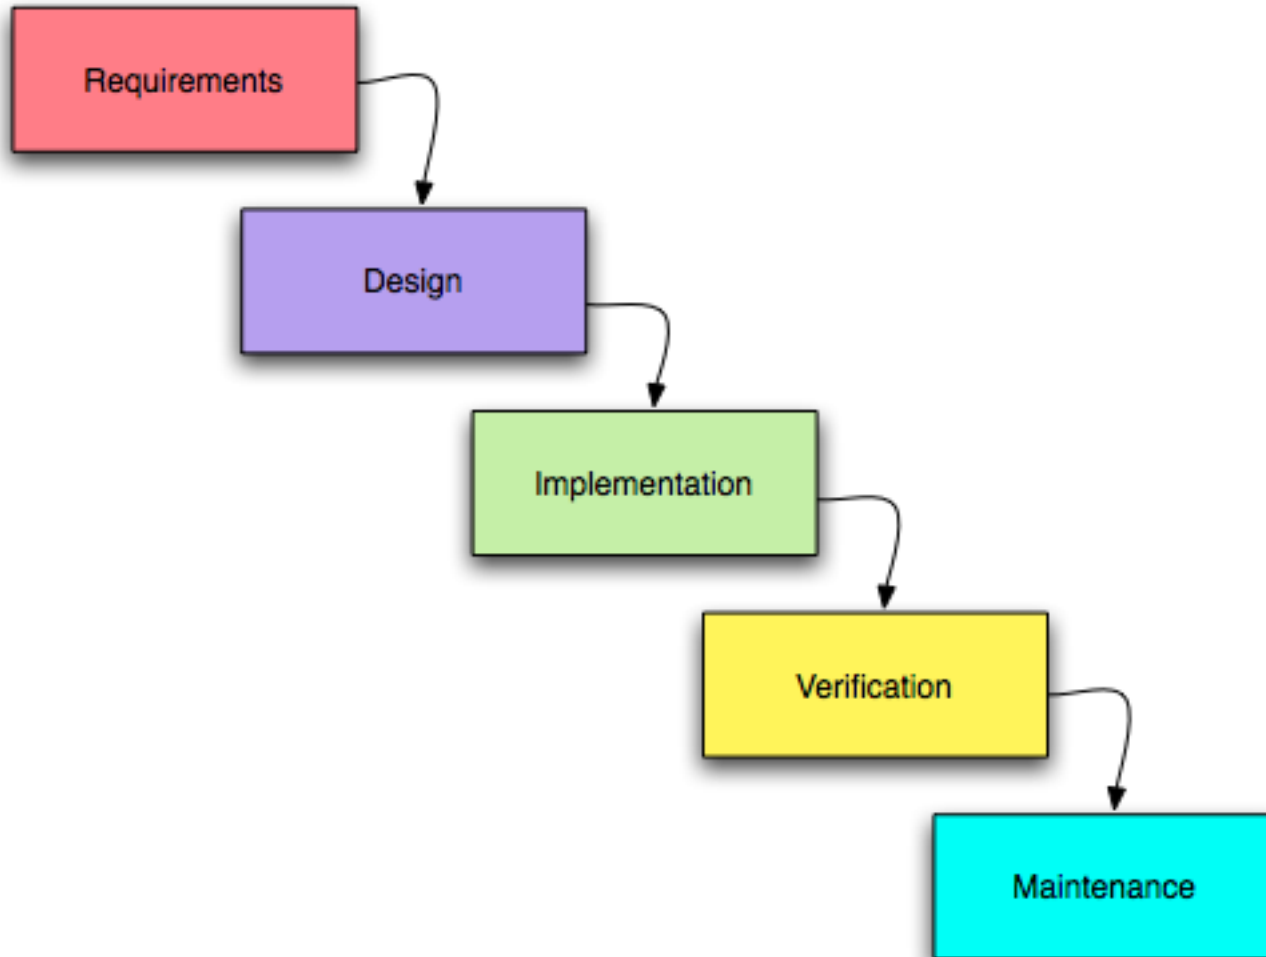 Requirements
Design
Implementation
Verification
Maintenance